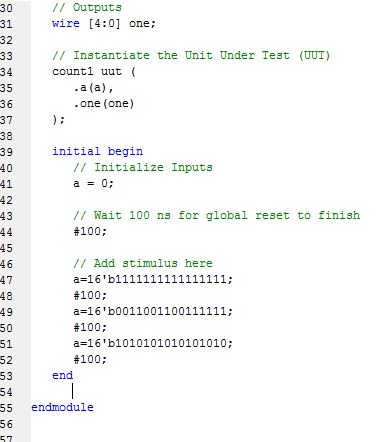 30 // Outputs
31 wire [4:0] one;
32
33 // Instantiate the Unit Under Test (UUT)
34 count1 uut (
35 .a(a),
36 .one(one)
37 );
38
39 initial begin
40 // Initialize Inputs
41 a = 0;
42
43 // Wait 100 ns for global reset to finish
44 #100;
45
46 // Add stimulus here
47 a=16'b1111111111111111;
48 #100;
49 a=16'b0011001100111111;
50 #100;
51 a=16'b1010101010101010;
52 #100;
53 end
54
55 endmodule
56
57